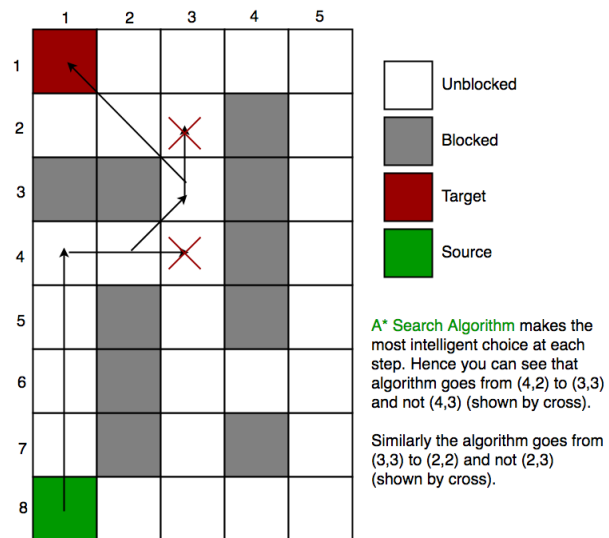 1 2 3 4 5
1
Unblocked
2
Blocked
3
Target
4
Source
5
6
7
8
A* Search Algorithm makes the
most intelligent choice at each
step. Hence you can see that
algorithm goes from (4,2) to (3,3)
and not (4,3) (shown by cross).
Similarly the algorithm goes from
(3,3) to (2,2) and not (2,3)
(shown by cross).